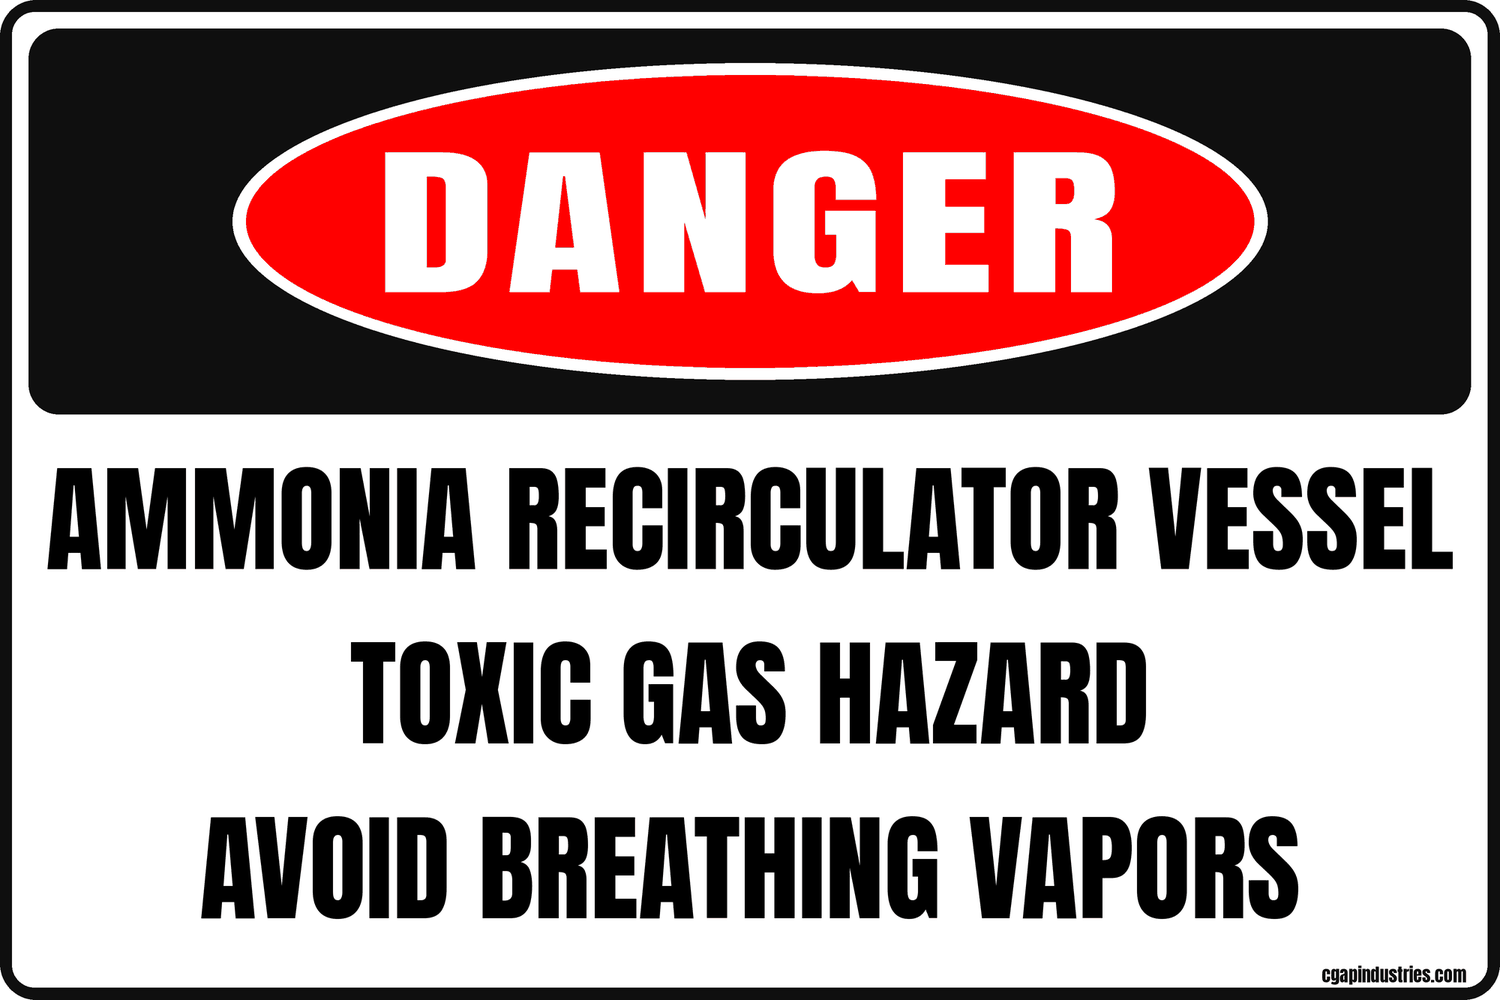 DANGER
AMMONIA RECIRCULATOR VESSEL
TOXIC GAS HAZARD
AVOID BREATHING VAPORS
cgapindustries.com